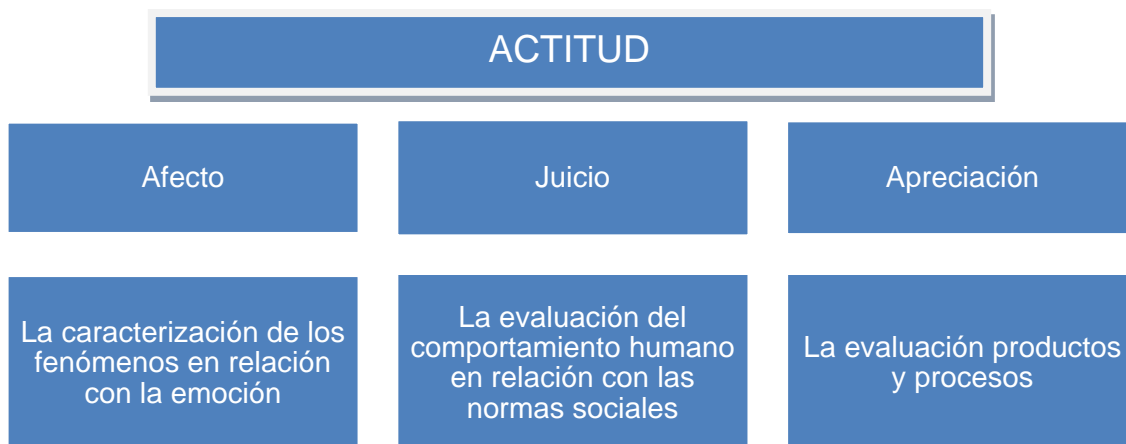 ACTITUD
Afecto
Juicio
Apreciación
La caracterización de los
fenómenos en relación
con la emoción
La evaluación del
comportamiento humano
en relación con las
normas sociales
La evaluación productos
y procesos